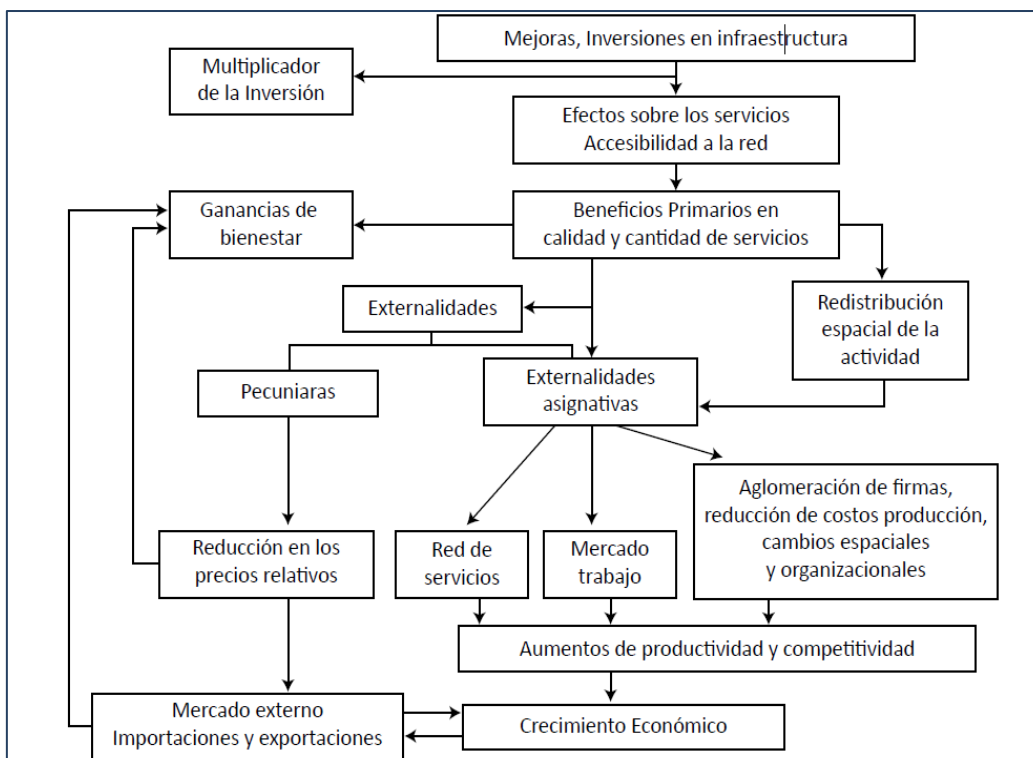 Mejoras, Inversiones en infraestructura
Multiplicador
de la Inversión
Efectos sobre los servicios
Accesibilidad a la red
Ganancias de
bienestar
Beneficios Primarios en
calidad y cantidad de servicios
Externalidades
Redistribución
espacial de la
actividad
Pecuniaras
Externalidades
asignativas
Aglomeración de firmas,
reducción de costos producción,
cambios espaciales
y organizacionales
Reducción en los
precios relativos
Red de
servicios
Mercado
trabajo
Aumentos de productividad y competitividad
Mercado externo
Importaciones y exportaciones
Crecimiento Económico